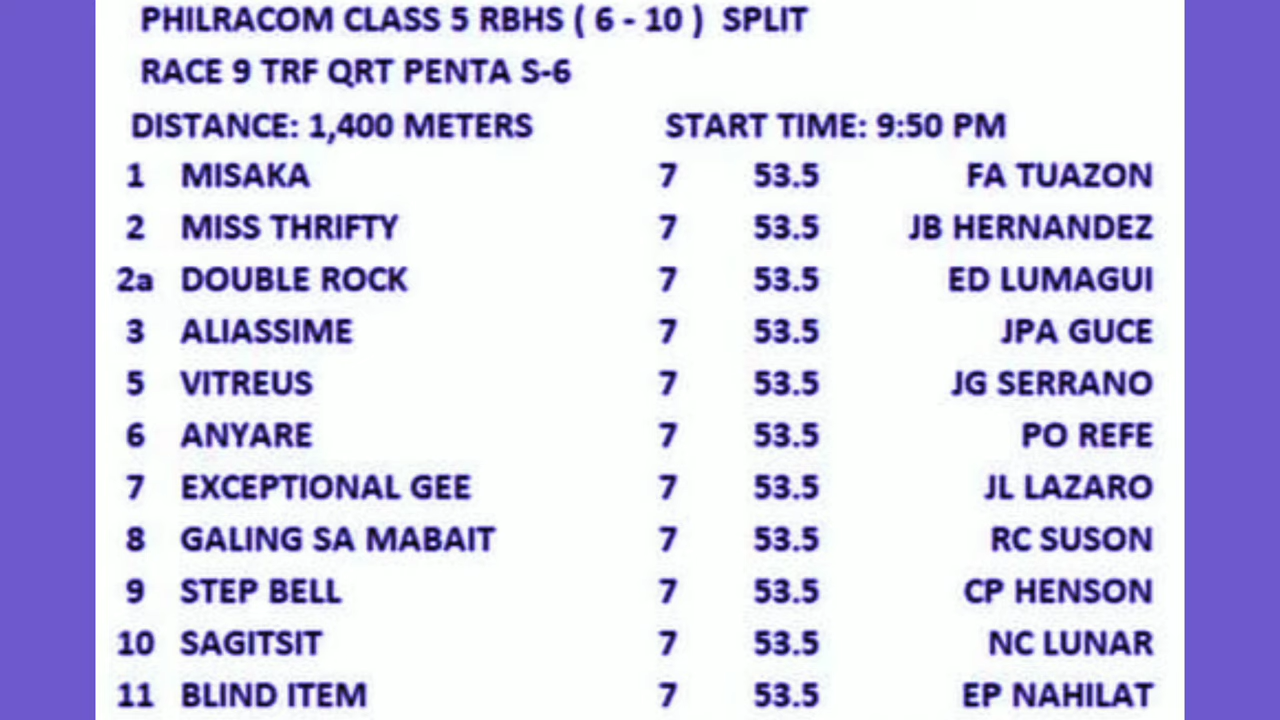 PHILRACOM CLASS 5 RBHS ( 6 - 10 ) SPLIT
RACE 9 TRF QRT PENTA S-6
DISTANCE: 1,400 METERS START TIME: 9:50 PM
1 MISAKA 7 53.5 FA TUAZON
2 MISS THRIFTY 7 53.5 JB HERNANDEZ
2a DOUBLE ROCK 7 53.5 ED LUMAGUI
3 ALIASSIME 7 53.5 JPA GUCE
5 VITREUS 7 53.5 JG SERRANO
6 ANYARE 7 53.5 PO REFE
7 EXCEPTIONAL GEE 7 53.5 JL LAZARO
8 GALING SA MABAIT 7 53.5 RC SUSON
9 STEP BELL 7 53.5 CP HENSON
10 SAGITSIT 7 53.5 NC LUNAR
11 BLIND ITEM 7 53.5 EP NAHILAT